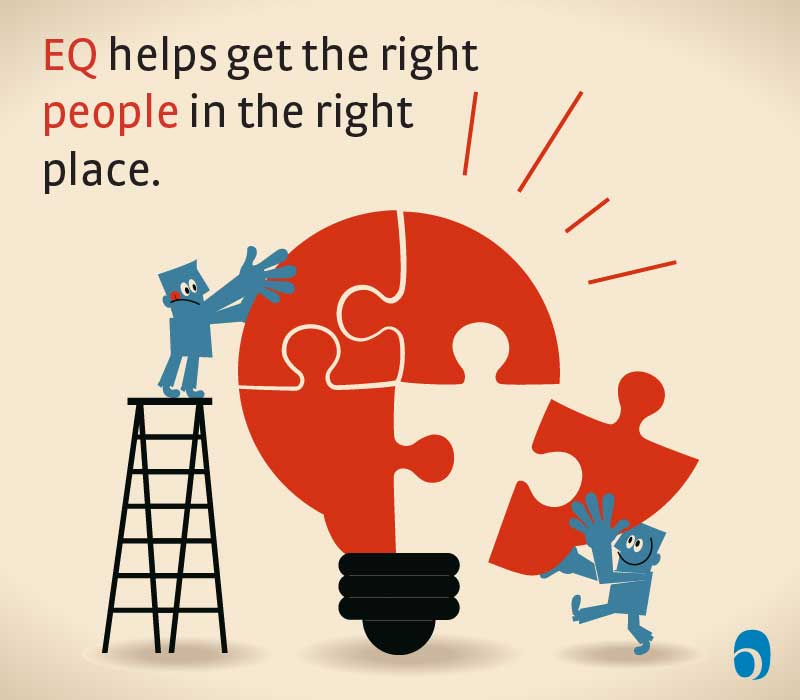 EQ helps get the right
people in the right
place.